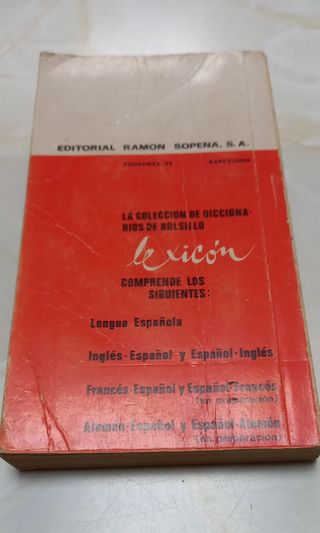 EDITORIAL RAMON SOPENA, S. A.
PROVENZA, 95 BARCELONA
LA COLECCION DE DICCIONA-
RIOS DE BOLSILLO
lexicón
COMPRENDE LOS
SIGUIENTES:
Lengua Española
Inglés-Español y Español-Inglés
Francés-Español y Español-Francés
(en preparación)
Alemán-Español y Español-Alemán
(en preparación)